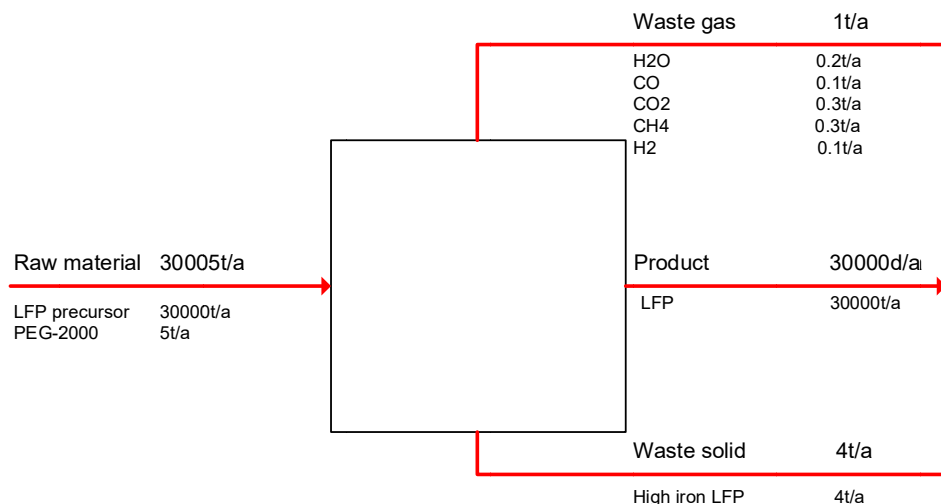 Waste gas 1t/a
H2O 0.2t/a
CO 0.1t/a
CO2 0.3t/a
CH4 0.3t/a
H2 0.1t/a
Raw material 30005t/a
LFP precursor 30000t/a
PEG-2000 5t/a
Product 30000d/a
LFP 30000t/a
Waste solid 4t/a
High iron LFP 4t/a